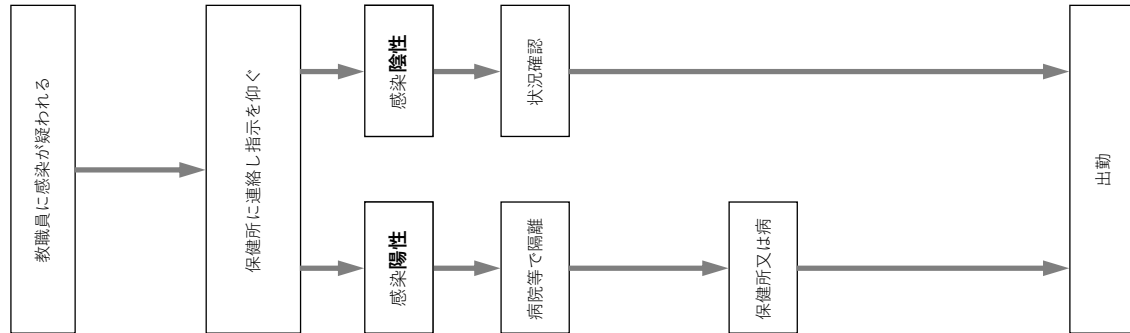 教職員に感染が疑われる
保健所に連絡し指示を仰ぐ
感染陰性
状況確認
感染陽性
病院等で隔離
保健所又は病
出勤